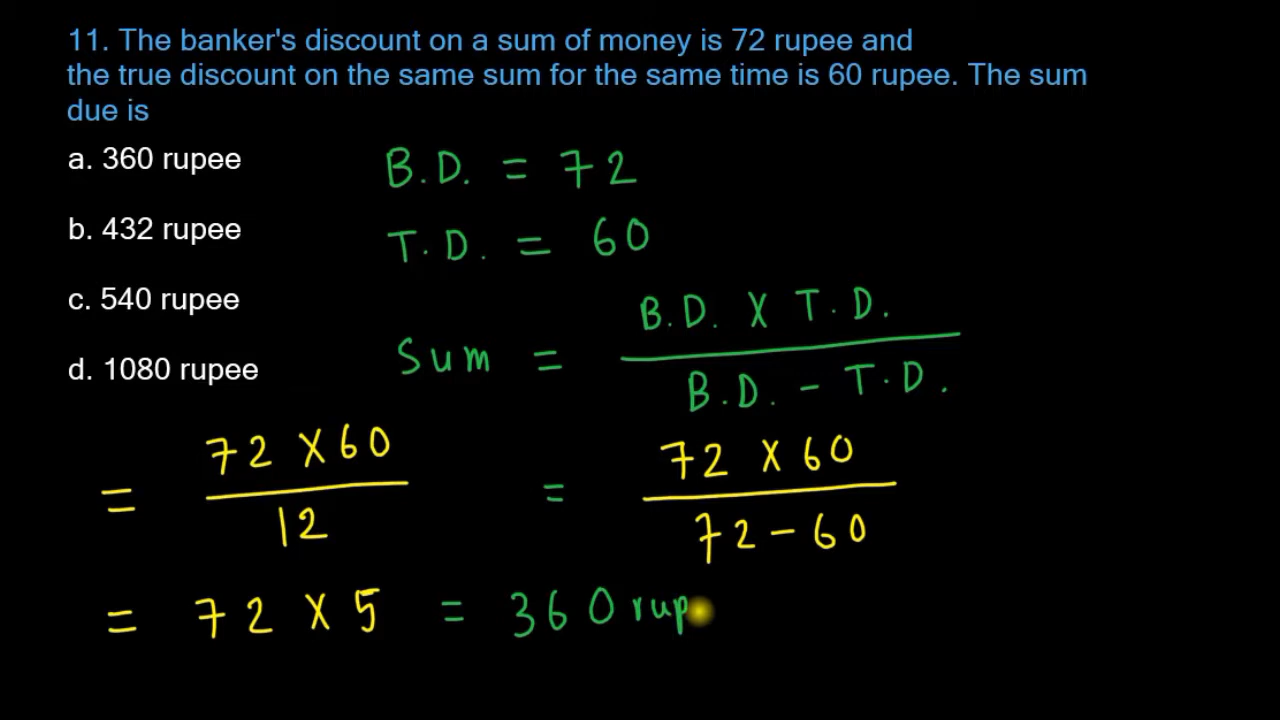 11. The banker's discount on a sum of money is 72 rupee and
the true discount on the same sum for the same time is 60 rupee. The sum
due is
a. 360 rupee
b. 432 rupee
c. 540 rupee
d. 1080 rupee
B.D. = 72
T.D. = 60
Sum = B.D. X T.D.
B.D. - T.D.
= 72 X 60
72 - 60
= 72 X 60
12
= 72 X 5 = 360 rup